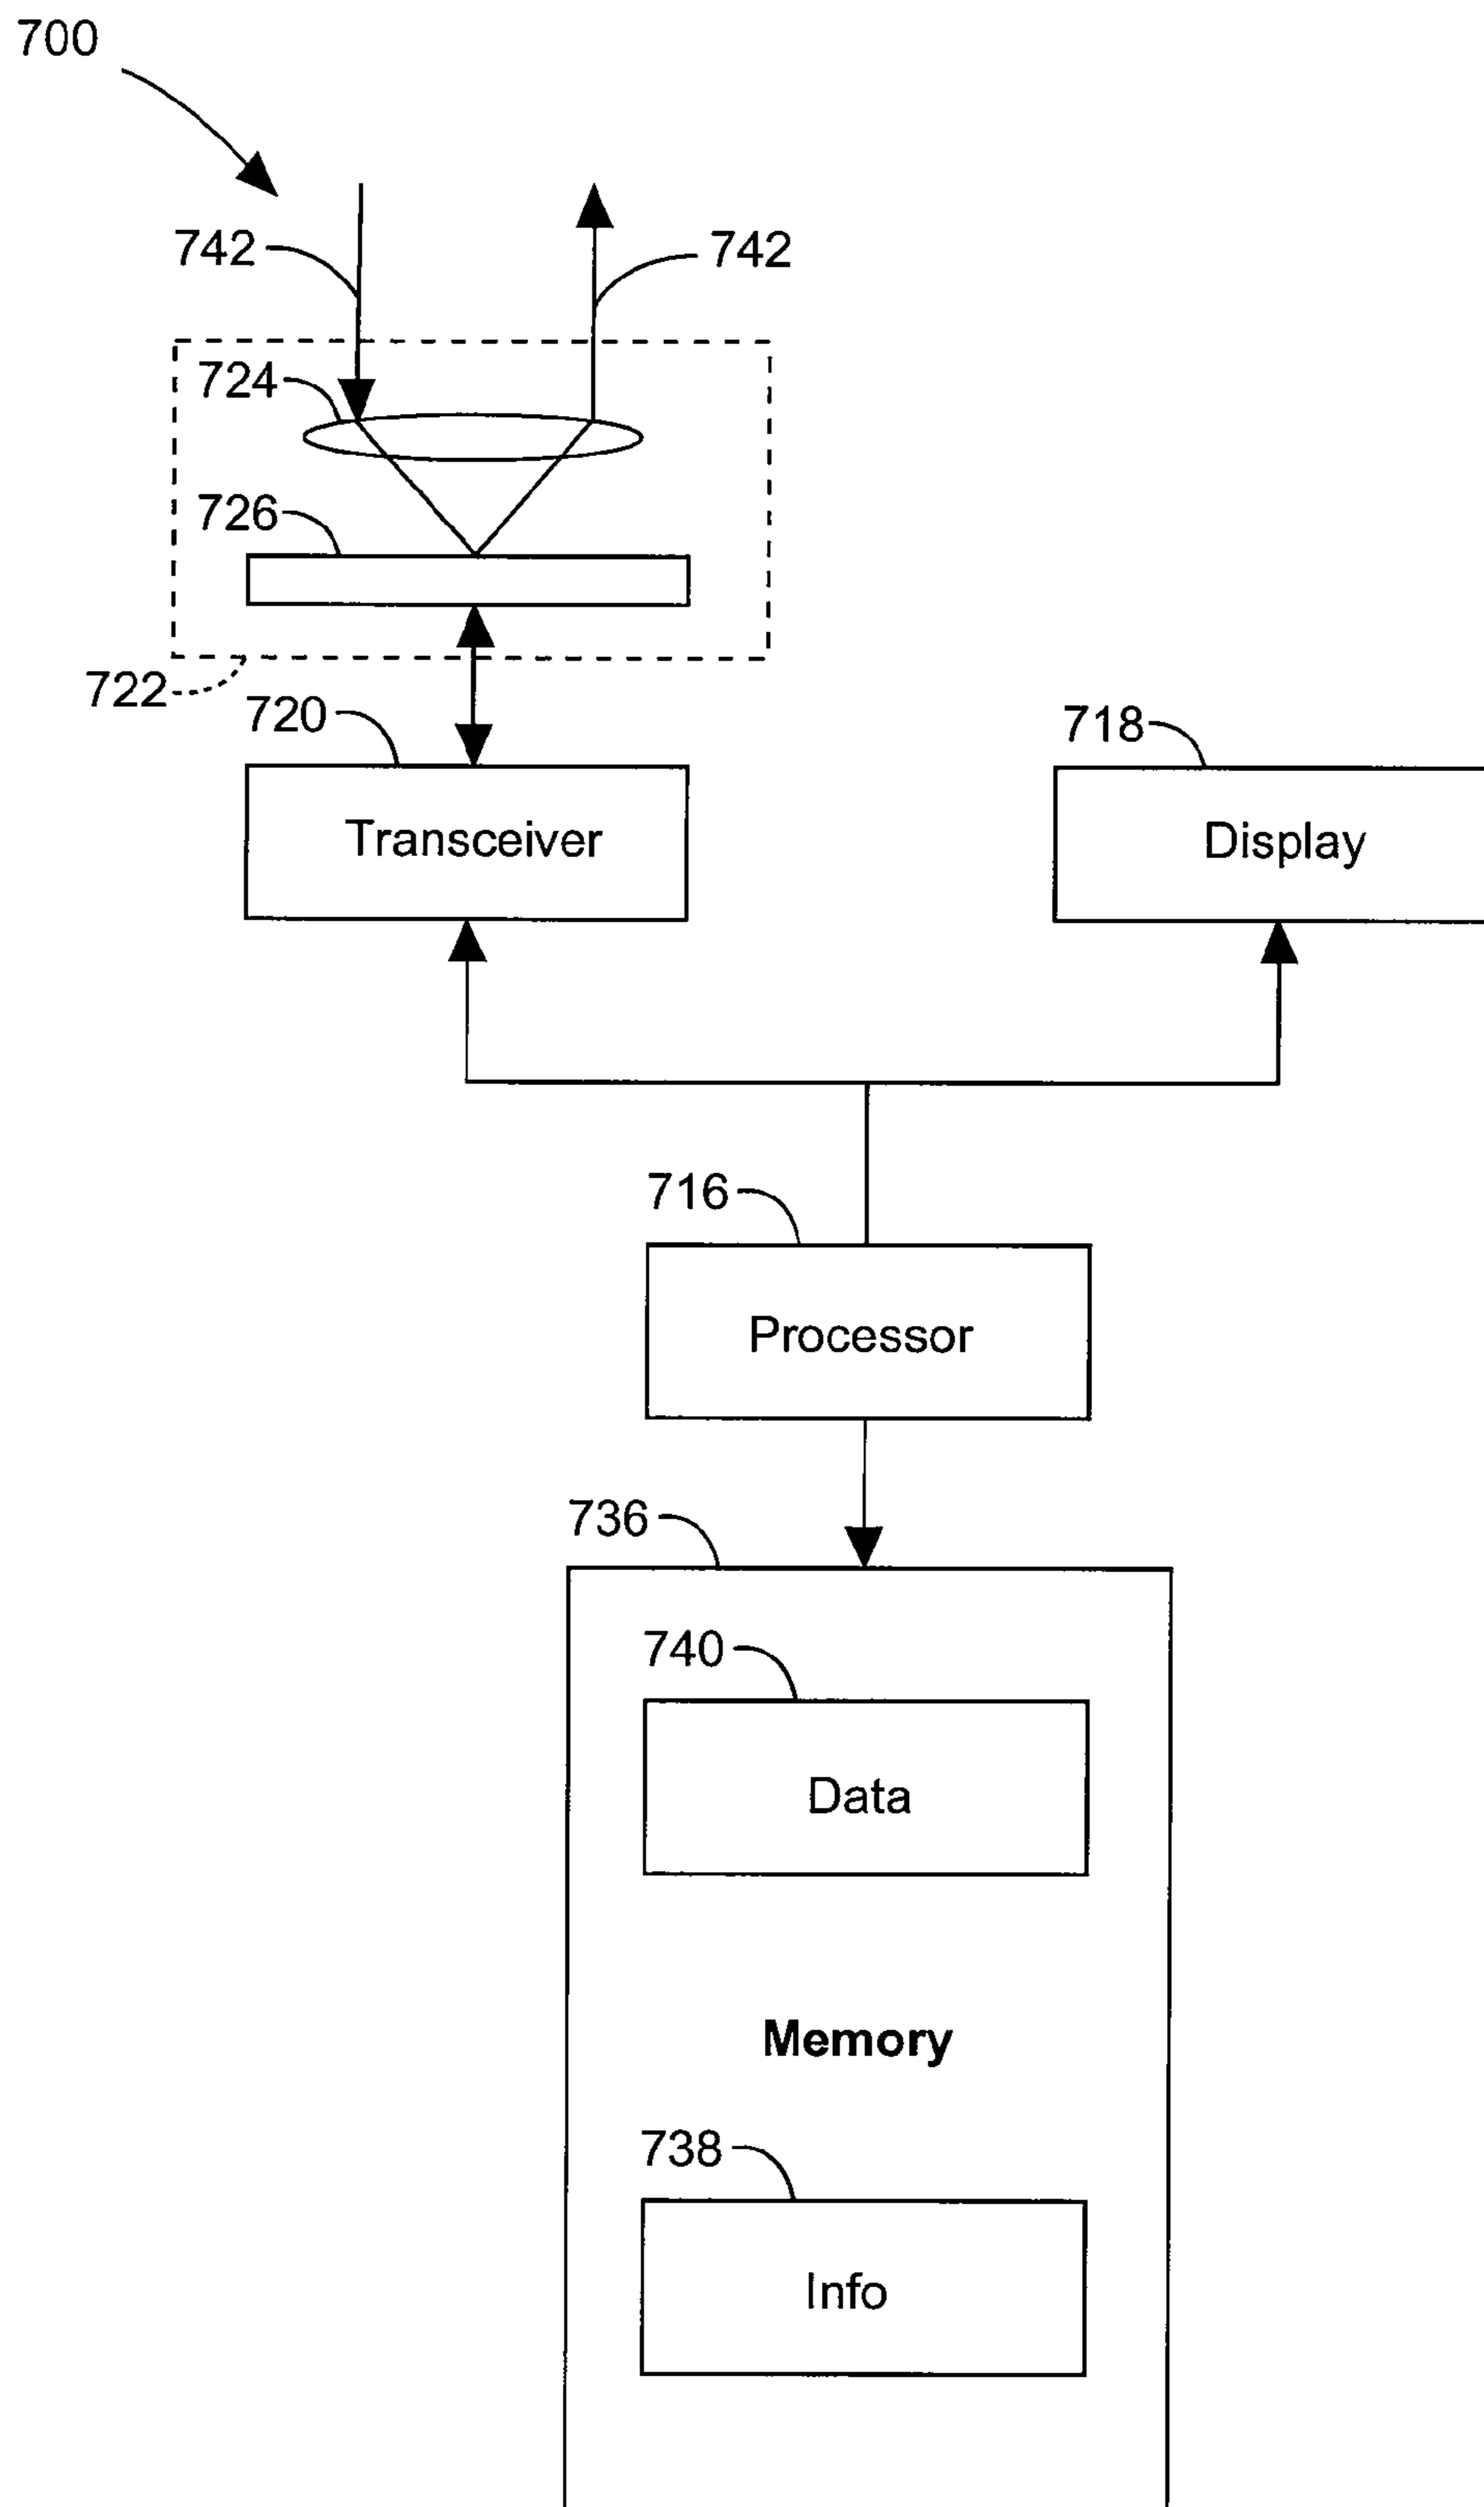 700
742
742
724
726
722
720
718
Transceiver
Display
716
Processor
736
740
Data
Memory
738
Info